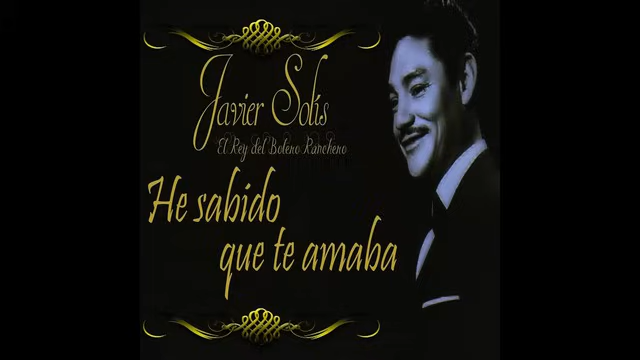 Javier Solís
El Rey del Bolero Ranchero
He sabido
que te amaba